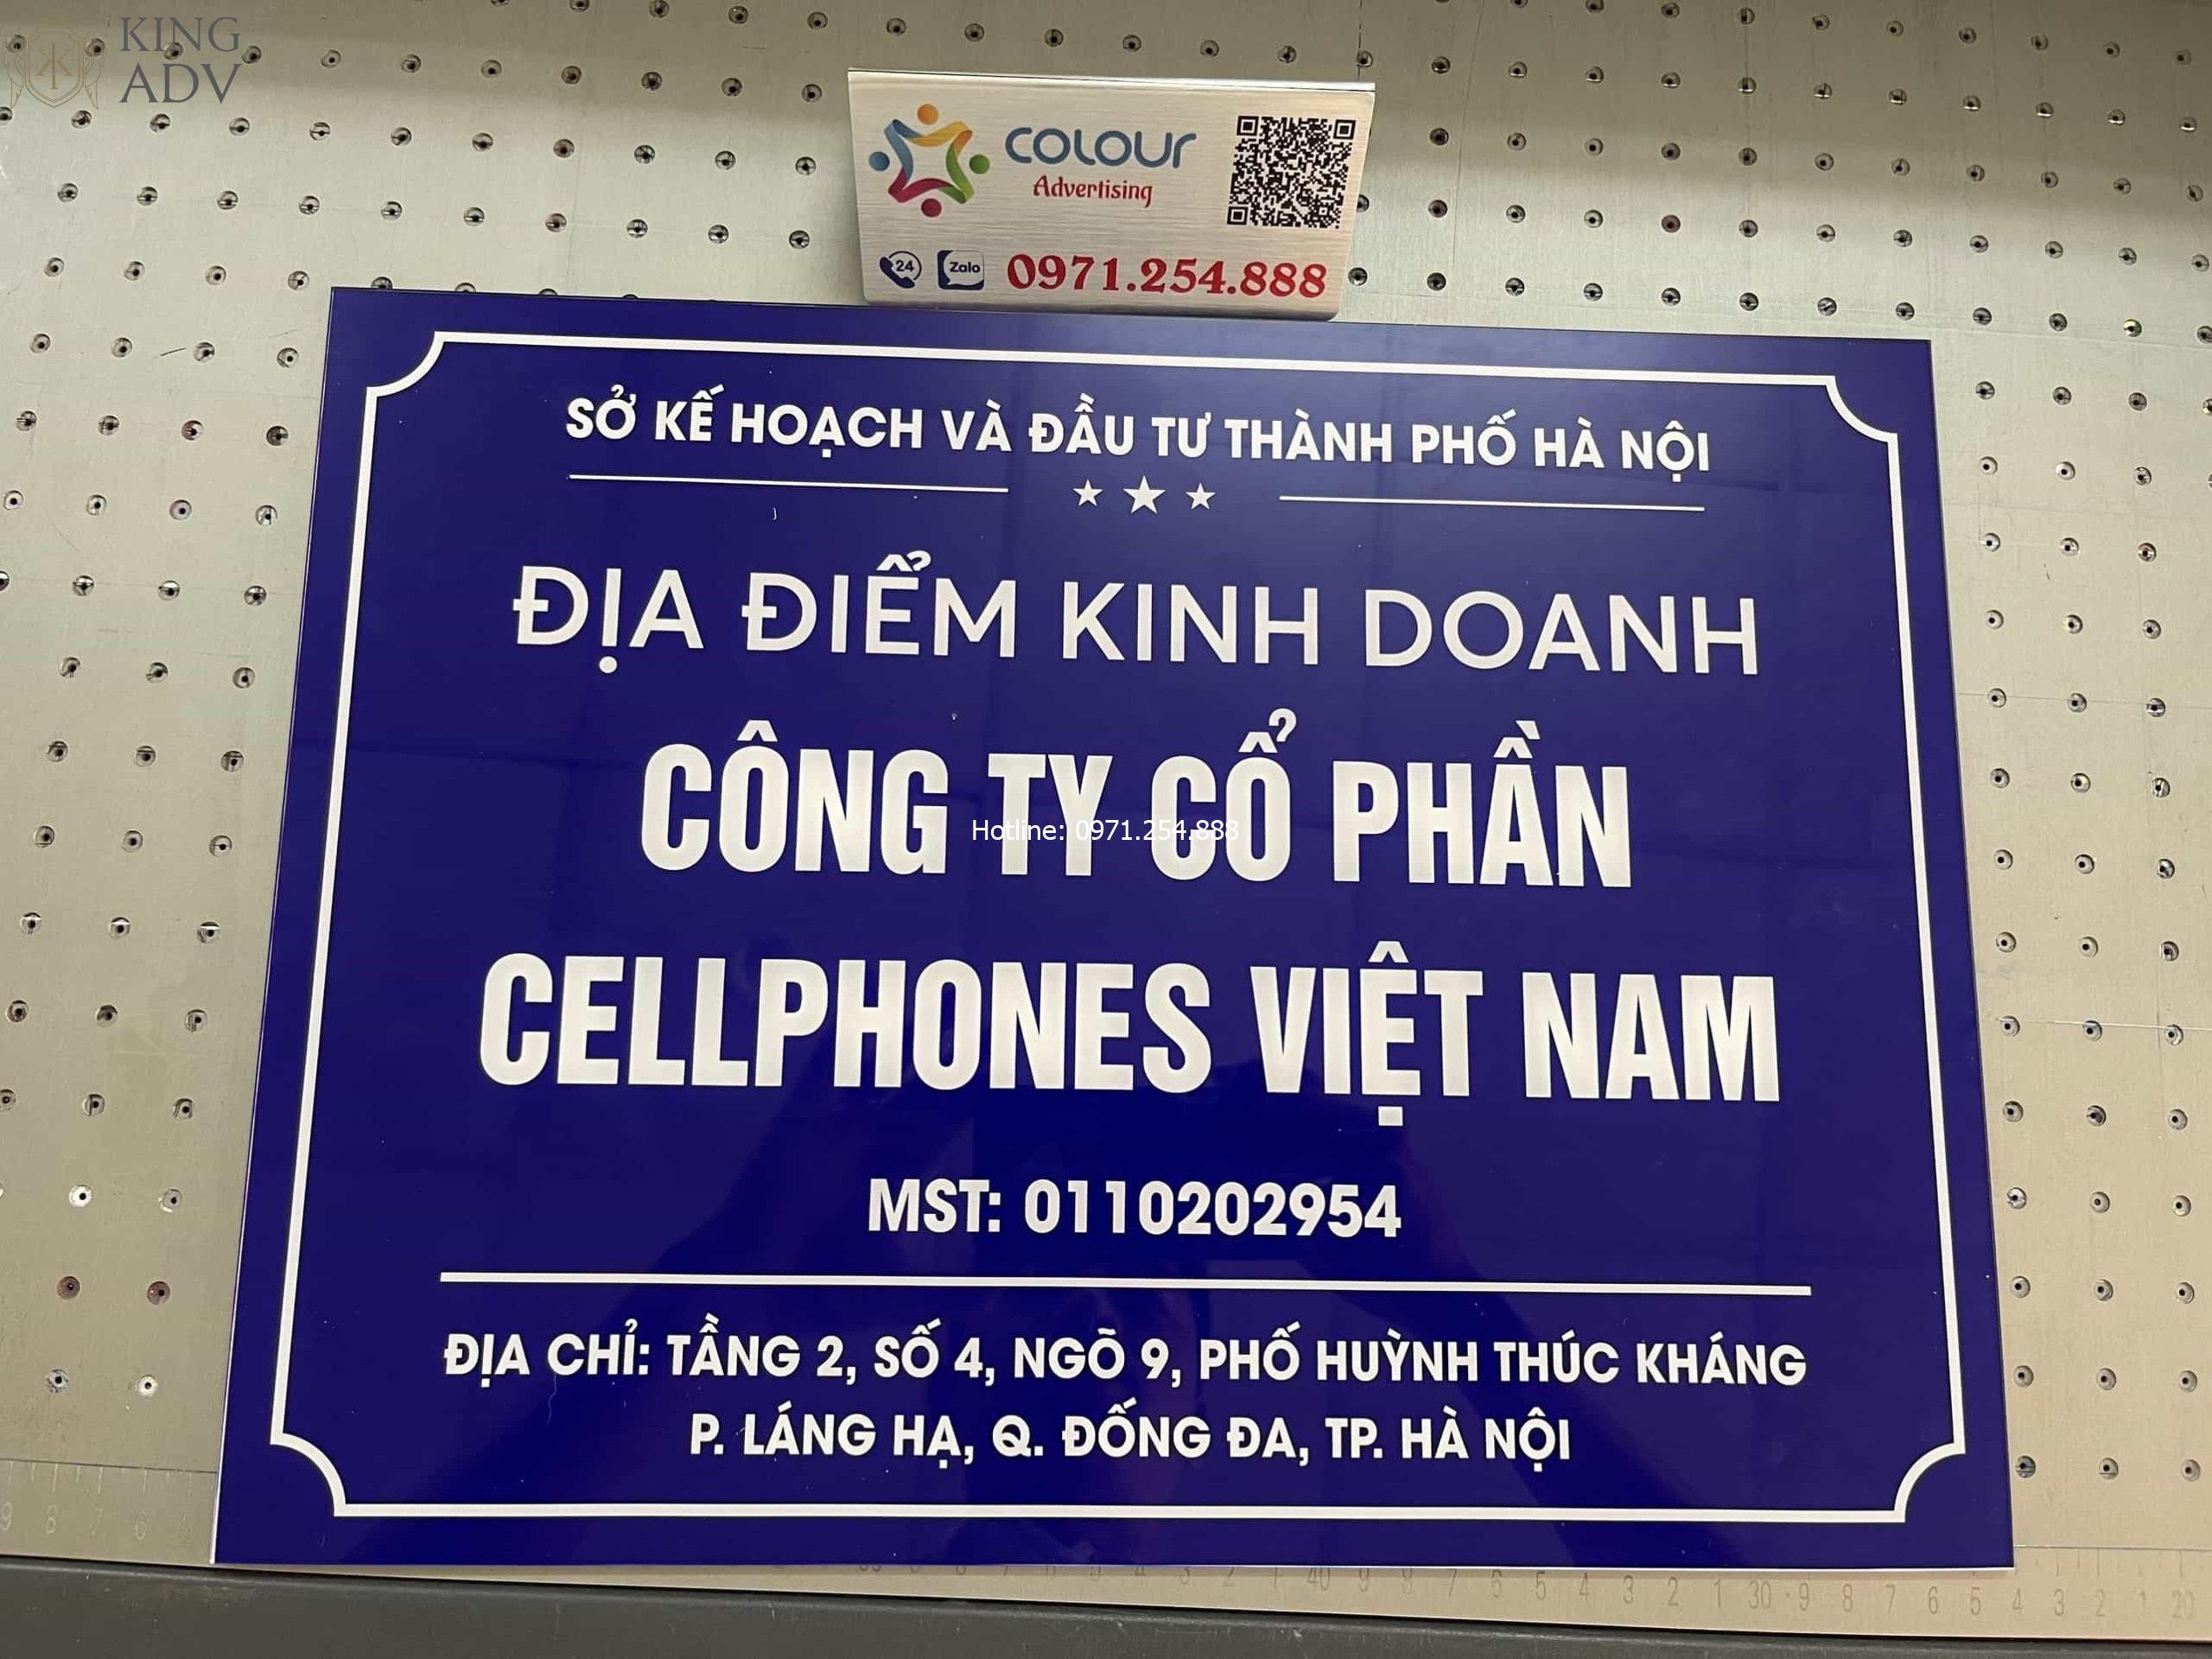 KING
ADV
COLOUR
Advertising
24 Zalo 0971.254.888
SỞ KẾ HOẠCH VÀ ĐẦU TƯ THÀNH PHỐ HÀ NỘI
ĐỊA ĐIỂM KINH DOANH
CÔNG TY CỔ PHẦN
Hotline: 0971.254.888
CELLPHONES VIỆT NAM
MST: 0110202954
ĐỊA CHỈ: TẦNG 2, SỐ 4, NGÕ 9, PHỐ HUỲNH THÚC KHÁNG
P. LÁNG HẠ, Q. ĐỐNG ĐA, TP. HÀ NỘI